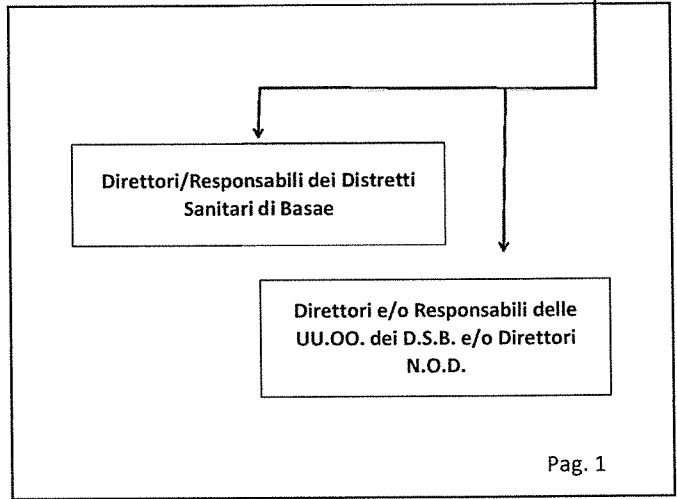 Direttori/Responsabili dei Distretti
Sanitari di Basae
Direttori e/o Responsabili delle
UU.OO. dei D.S.B. e/o Direttori
N.O.D.
Pag. 1